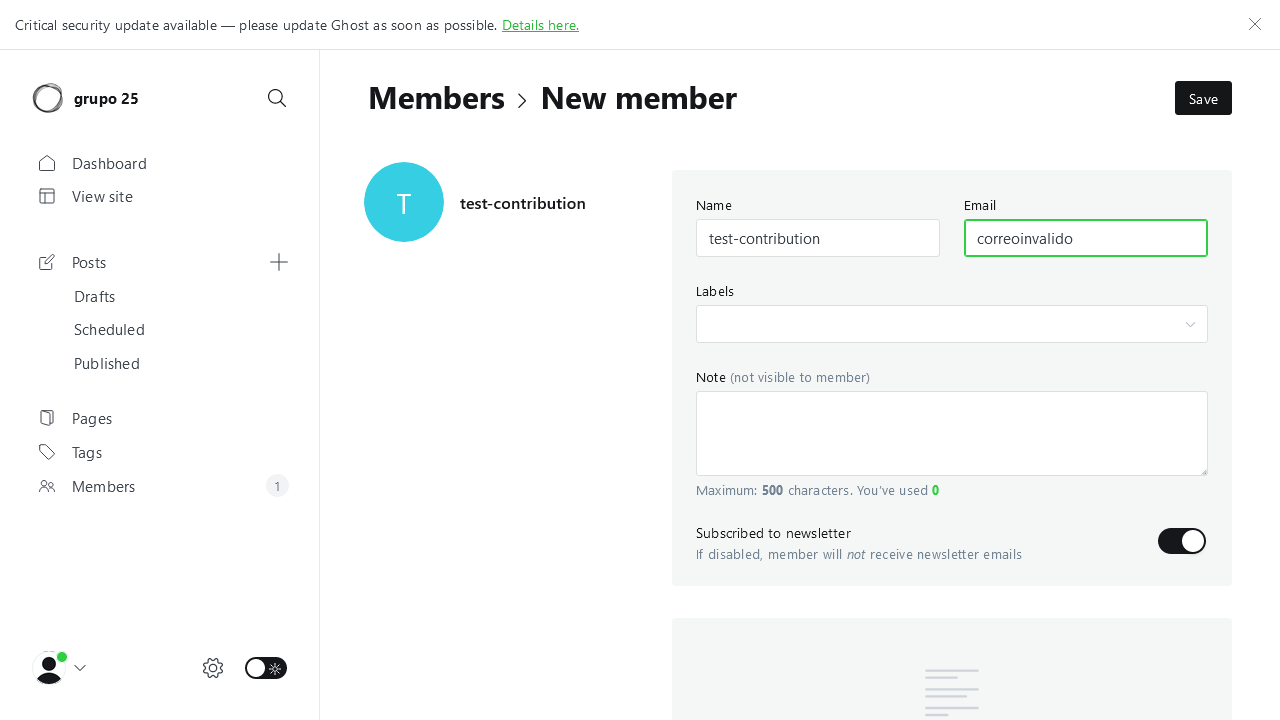 Critical security update available — please update Ghost as soon as possible. Details here.
grupo 25
Dashboard
View site
Posts
Drafts
Scheduled
Published
Pages
Tags
Members
1
Members
New member
Save
T
test-contribution
Name
Email
test-contribution
correoinvalido
Labels
Note (not visible to member)
Maximum: 500 characters. You've used 0
Subscribed to newsletter
If disabled, member will not receive newsletter emails